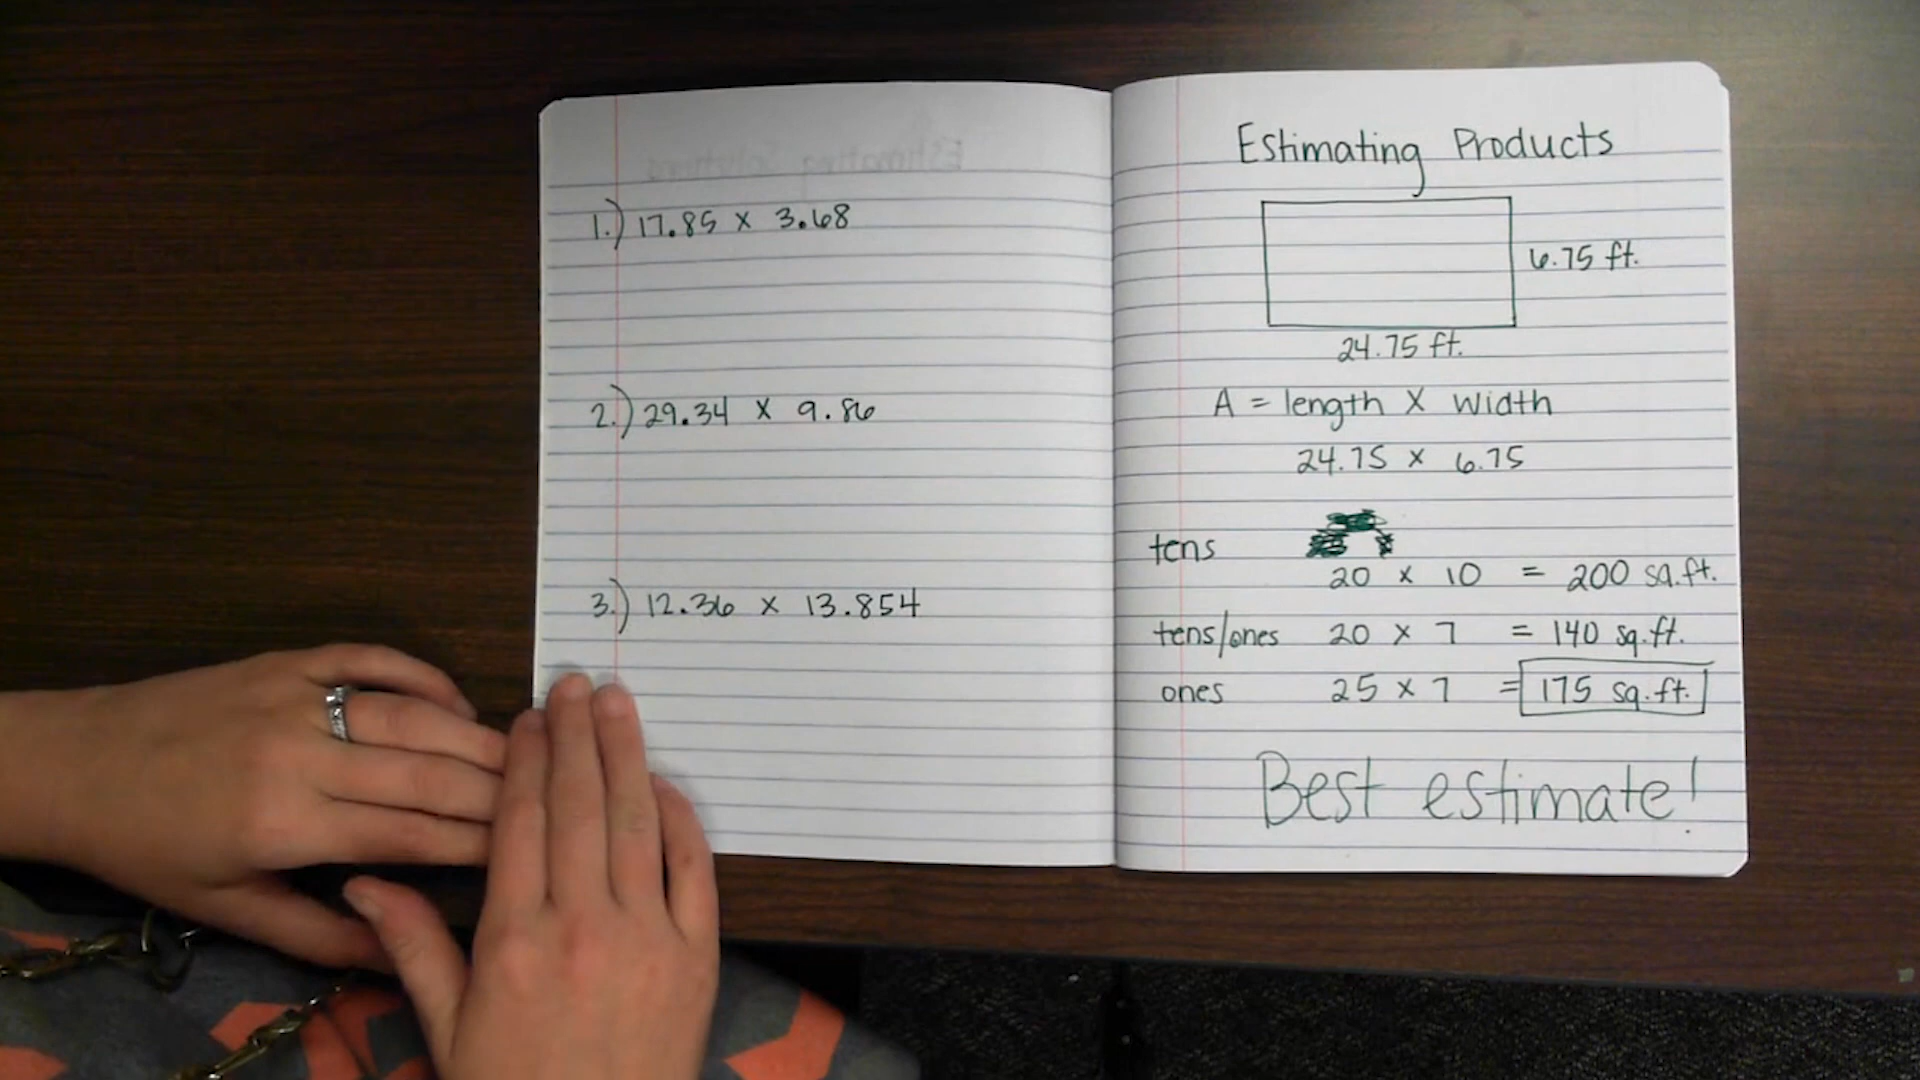 1.) 17.85 x 3.68
2.) 29.34 x 9.86
3.) 12.36 x 13.854
Estimating Products
6.75 ft.
24.75 ft.
A = length X width
24.75 x 6.75
tens
20 x 10 = 200 sq.ft.
tens/ones 20 x 7 = 140 sq.ft.
ones 25 x 7 = 175 sq.ft.
Best estimate!